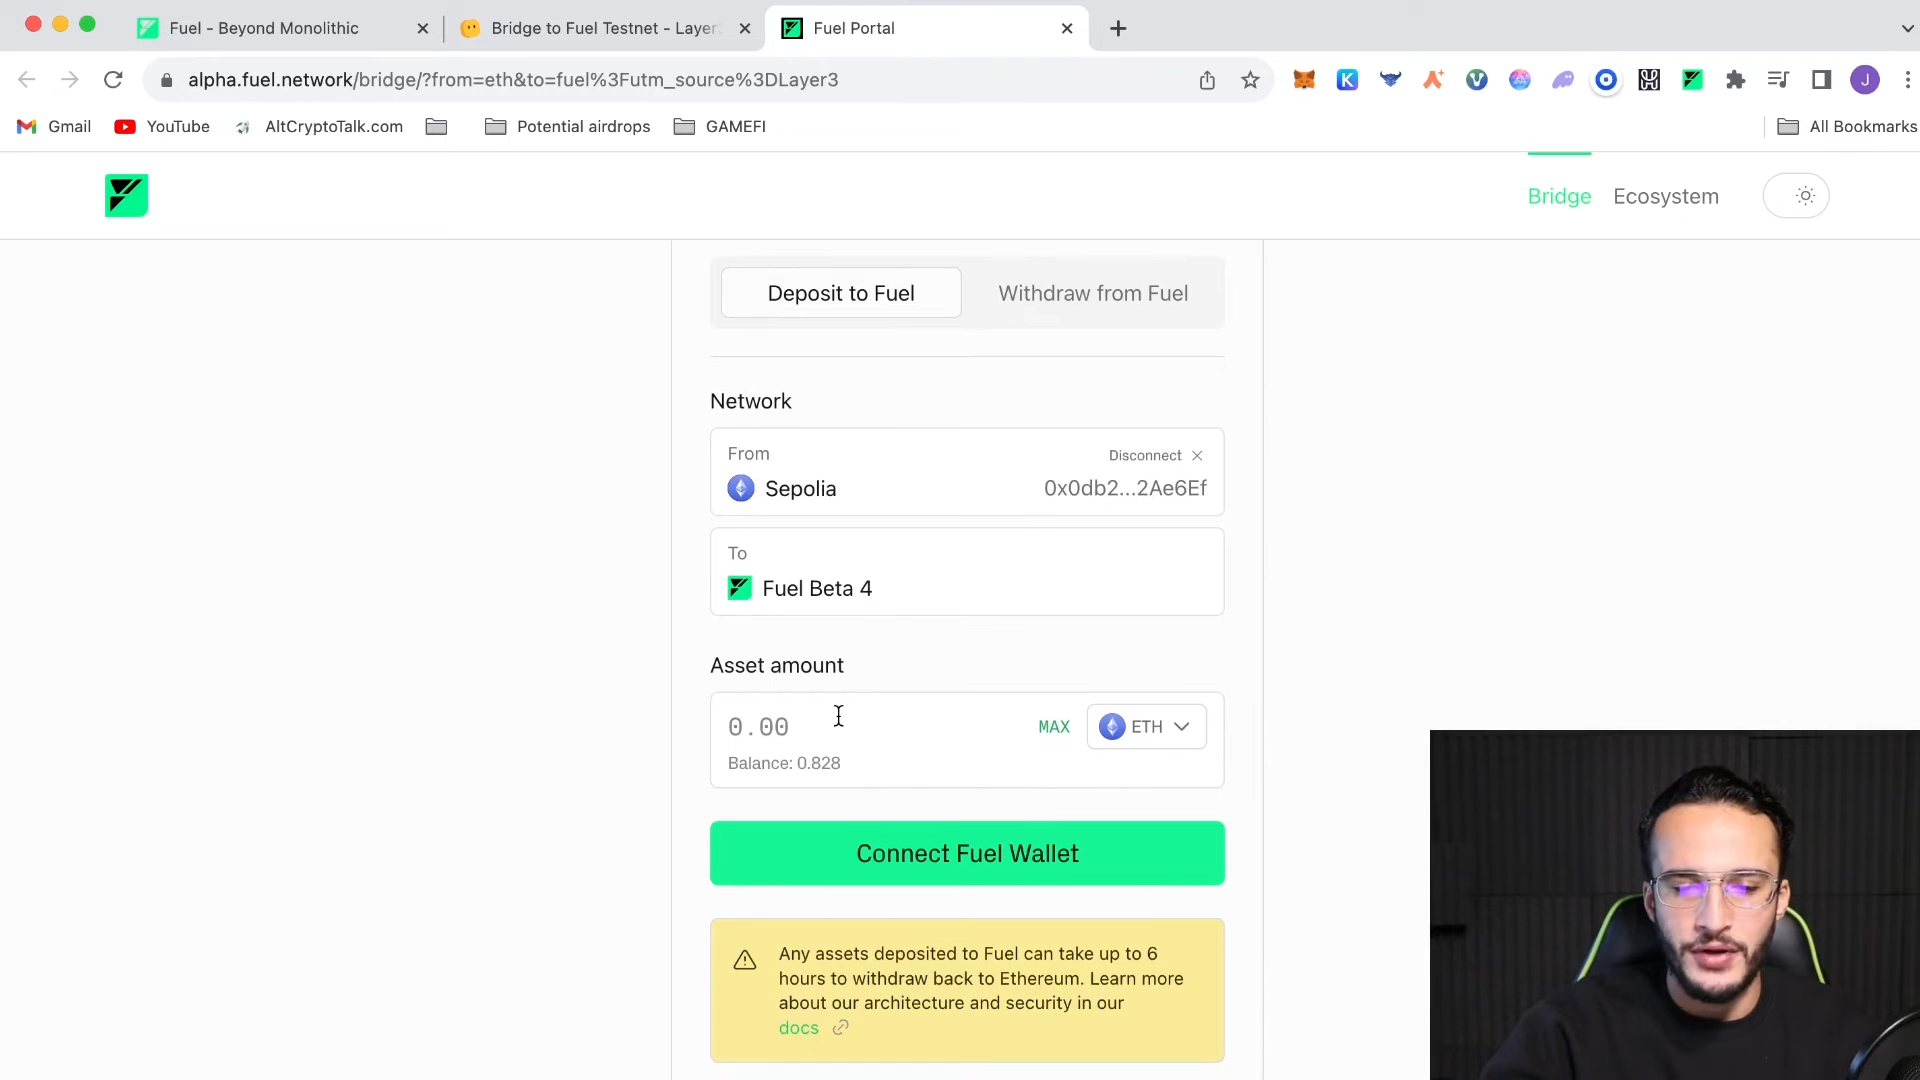 Fuel - Beyond Monolithic
Bridge to Fuel Testnet - Layer
Fuel Portal
alpha.fuel.network/bridge/?from=eth&to=fuel%3Futm_source%3DLayer3
K
J
Gmail
YouTube
AltCryptoTalk.com
Potential airdrops
GAMEFI
All Bookmarks
Bridge
Ecosystem
Deposit to Fuel
Withdraw from Fuel
Network
From
Disconnect
Sepolia
0x0db2...2Ae6Ef
To
Fuel Beta 4
Asset amount
0.00
MAX
ETH
Balance: 0.828
Connect Fuel Wallet
Any assets deposited to Fuel can take up to 6
hours to withdraw back to Ethereum. Learn more
about our architecture and security in our
docs